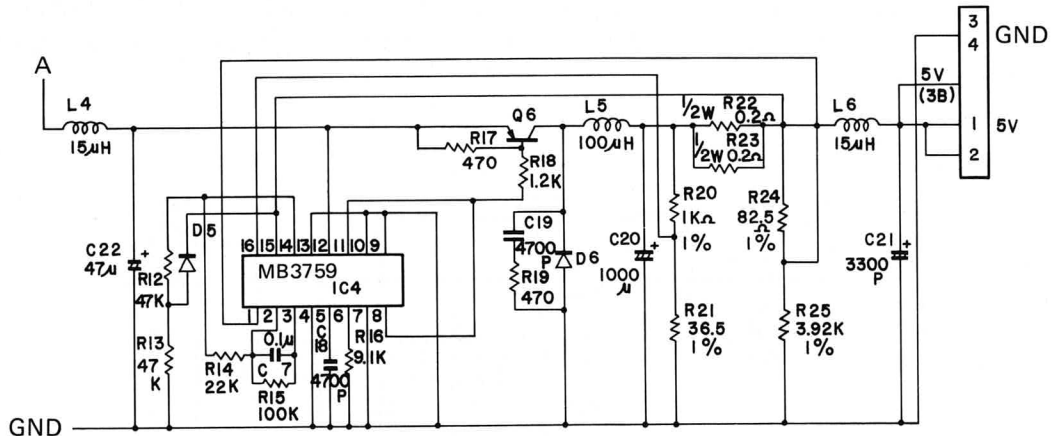 3
4
GND
A
5V
(3B)
L4
15μH
Q6
L5
100μH
1/2W
R22
0.2Ω
R23
1/2W
0.2Ω
L6
15μH
1
2
5V
R17
470
R18
1.2K
R20
1KΩ
1%
R24
82.5
Ω
1%
D5
C22
47μ
+
R12
47K
16 15 14 13 12 11 10 9
MB3759
IC4
1 2 3 4 5 6 7 8
C19
4700
P
R19
470
D6
C20
1000
μ
+
C21
3300
P
+
R13
47
K
R14
22K
0.1μ
C 7
R15
100K
C
18
4700P
R16
9.1K
R21
36.5
1%
R25
3.92K
1%
GND